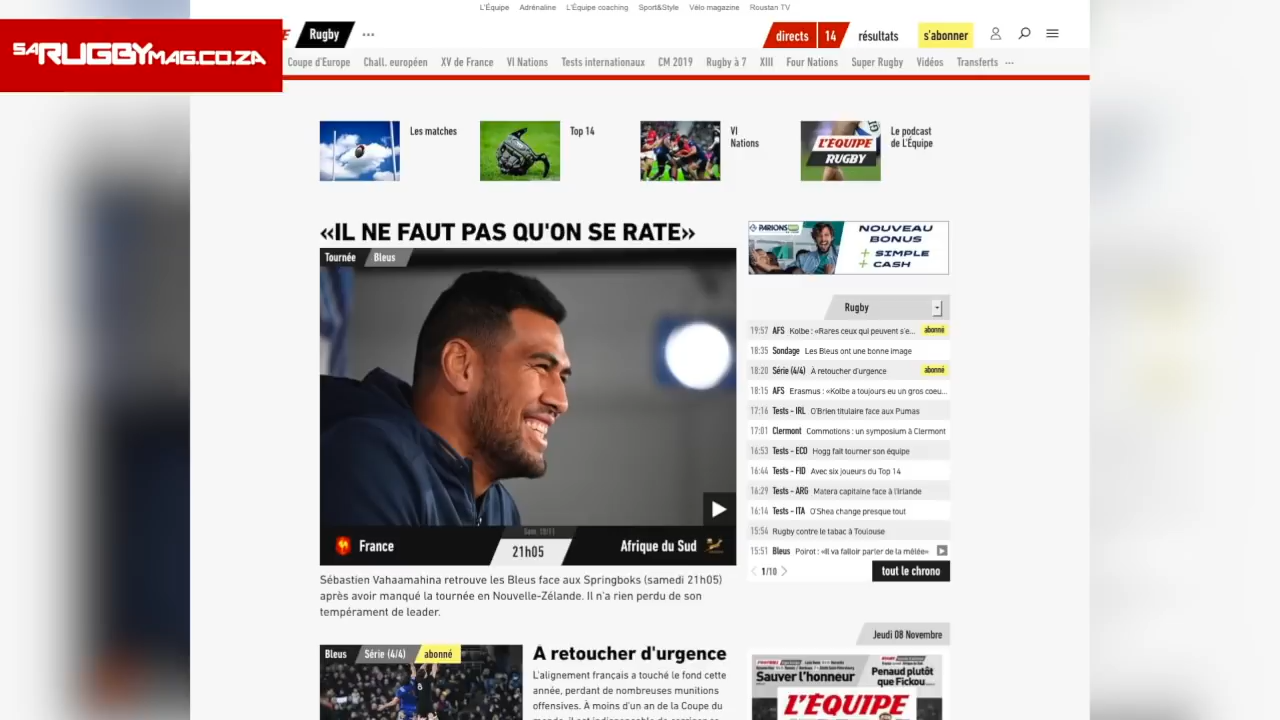 L'Équipe Adrénaline L'Équipe coaching Sport&Style Vélo magazine Roustan TV
SARUGBYMAG.CO.ZA
Rugby ...
directs 14 résultats s'abonner
Coupe d'Europe Chall. européen XV de France VI Nations Tests internationaux CM 2019 Rugby à 7 XIII Four Nations Super Rugby Vidéos Transferts ...
Les matches
Top 14
VI
Nations
L'ÉQUIPE
RUGBY
Le podcast
de L'Équipe
«IL NE FAUT PAS QU'ON SE RATE»
Tournée Bleus
Sam. 10/11
France 21h05 Afrique du Sud
Sébastien Vahaamahina retrouve les Bleus face aux Springboks (samedi 21h05)
après avoir manqué la tournée en Nouvelle-Zélande. Il n'a rien perdu de son
tempérament de leader.
Bleus Série (4/4) abonné
A retoucher d'urgence
L'alignement français a touché le fond cette
année, perdant de nombreuses munitions
offensives. À moins d'un an de la Coupe du
PARIONS
NOUVEAU
BONUS
+ SIMPLE
+ CASH
Rugby
19:57 AFS Kolbe : «Rares ceux qui peuvent s'e... abonné
18:35 Sondage Les Bleus ont une bonne image
18:20 Série (4/4) À retoucher d'urgence abonné
18:15 AFS Erasmus : «Kolbe a toujours eu un gros coeu...
17:16 Tests - IRL O'Brien titulaire face aux Pumas
17:01 Clermont Commotions : un symposium à Clermont
16:53 Tests - ECO Hogg fait tourner son équipe
16:44 Tests - FID Avec six joueurs du Top 14
16:29 Tests - ARG Matera capitaine face à l'Irlande
16:14 Tests - ITA O'Shea change presque tout
15:54 Rugby contre le tabac à Toulouse
15:51 Bleus Poirot : «Il va falloir parler de la mêlée»
1/10 tout le chrono
Jeudi 08 Novembre
Sauver l'honneur
Penaud plutôt
que Fickou
L'ÉQUIPE